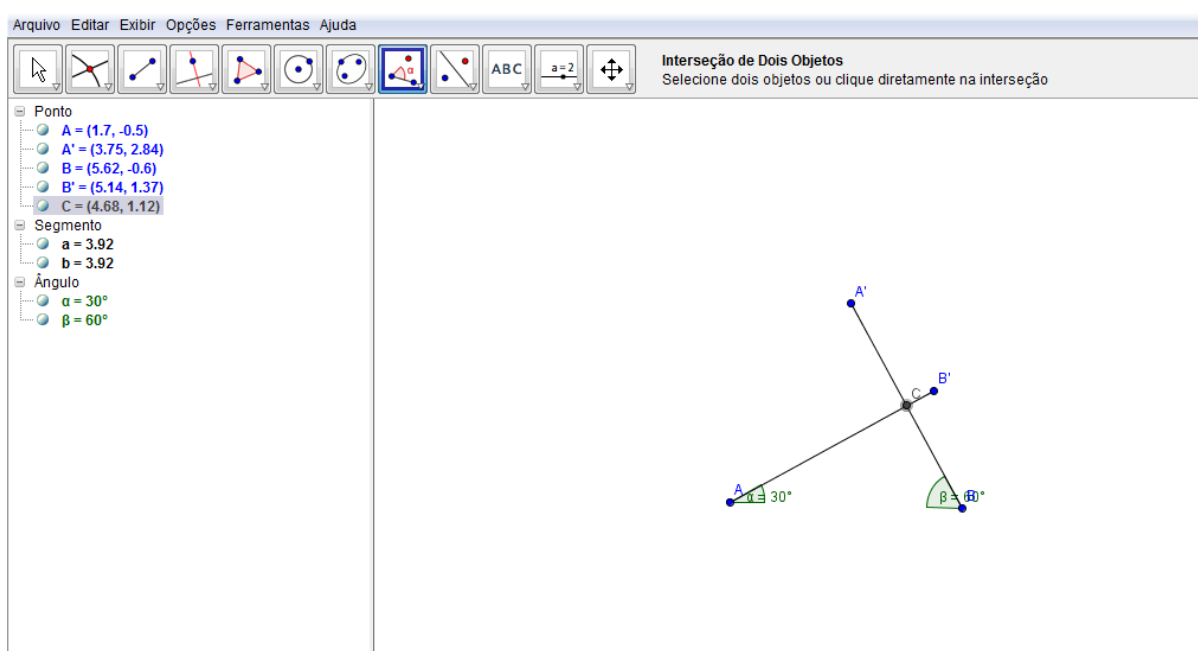 Arquivo Editar Exibir Opções Ferramentas Ajuda
α
ABC
a=2
Interseção de Dois Objetos
Selecione dois objetos ou clique diretamente na interseção
Ponto
A = (1.7, -0.5)
A' = (3.75, 2.84)
B = (5.62, -0.6)
B' = (5.14, 1.37)
C = (4.68, 1.12)
Segmento
a = 3.92
b = 3.92
Ângulo
α = 30°
β = 60°
A'
B'
C
A
α = 30°
β = 60°
B